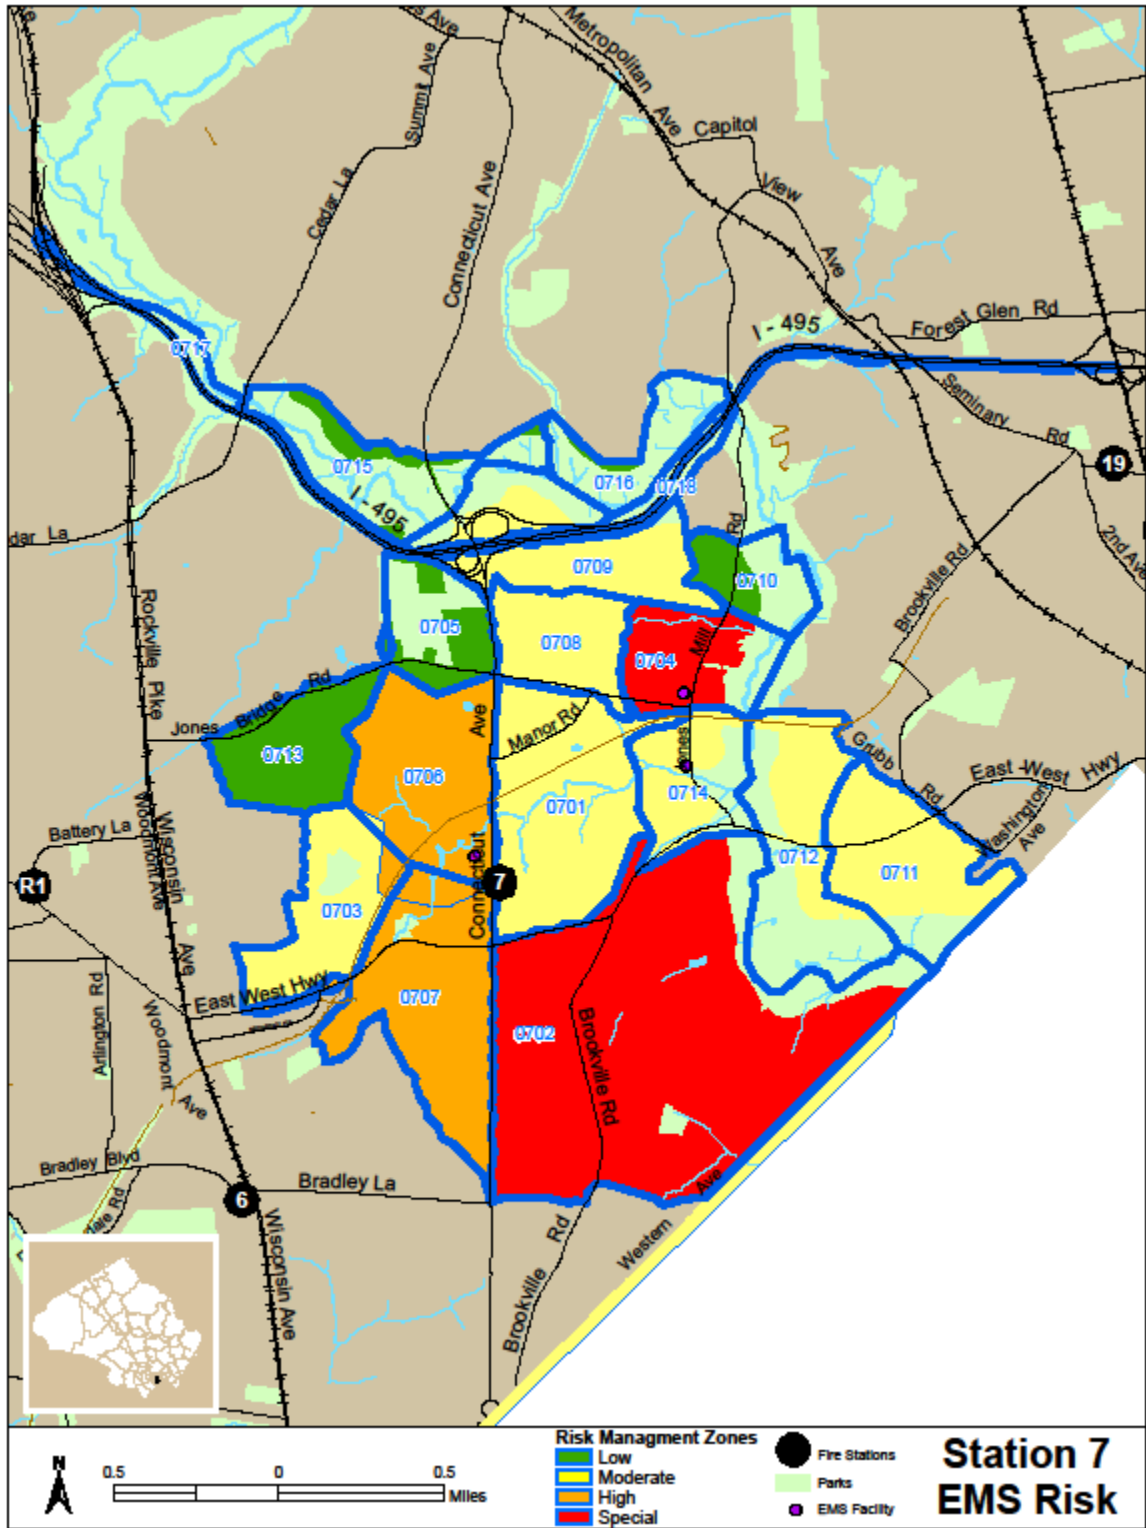 Metropolitan
Ave
Summit Ave
Capitol
View
Ave
Cedar La
Connecticut Ave
Forest Glen Rd
I - 495
0717
Seminary
Rd
19
0715
0716
0718
I - 495
2nd Ave
dar La
Rd
0709
0710
Brookville Rd
Rockville Pike
0705
0708
0704
Mill
Jones Bridge Rd
Ave
Manor Rd
Jones
Grubb
Rd
0713
0706
East -West Hwy
0701
0714
Washington
Ave
Battery La
Woodmont Ave
Wisconsin
Ave
0712
0711
R1
7
0703
Connecticut
East West Hwy
0707
0702
Arlington Rd
Woodmont
Ave
Brookville Rd
Bradley Blvd
Bradley La
Ave
6
dale Rd
Wisconsin Ave
Western
Brookville
Rd
N
0.5 0 0.5
Miles
Risk Managment Zones
Low
Moderate
High
Special
Fire Stations
Parks
EMS Facility
Station 7
EMS Risk